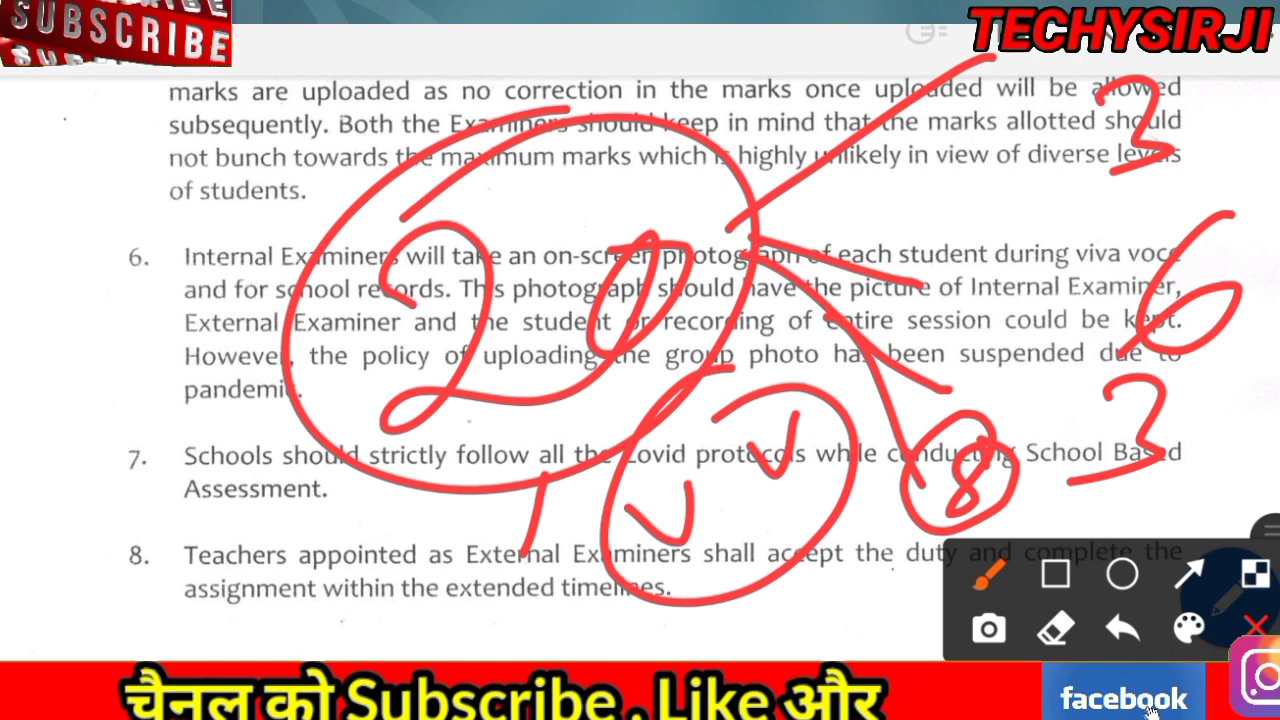 SUBSCRIBE
TECHYSIRJI
marks are uploaded as no correction in the marks once uploaded will be allowed
subsequently. Both the Examiners should keep in mind that the marks allotted should
not bunch towards the maximum marks which is highly unlikely in view of diverse levels
of students.
3
6. Internal Examiners will take an on-screen photograph of each student during viva voce
and for school records. This photograph should have the picture of Internal Examiner,
External Examiner and the student or recording of entire session could be kept.
However, the policy of uploading the group photo has been suspended due to
pandemic.
20
6
7. Schools should strictly follow all the Covid protocols while conducting School Based
Assessment.
VV
8
3
8. Teachers appointed as External Examiners shall accept the duty and complete the
assignment within the extended timelines.
चैनल को Subscribe , Like और
facebook